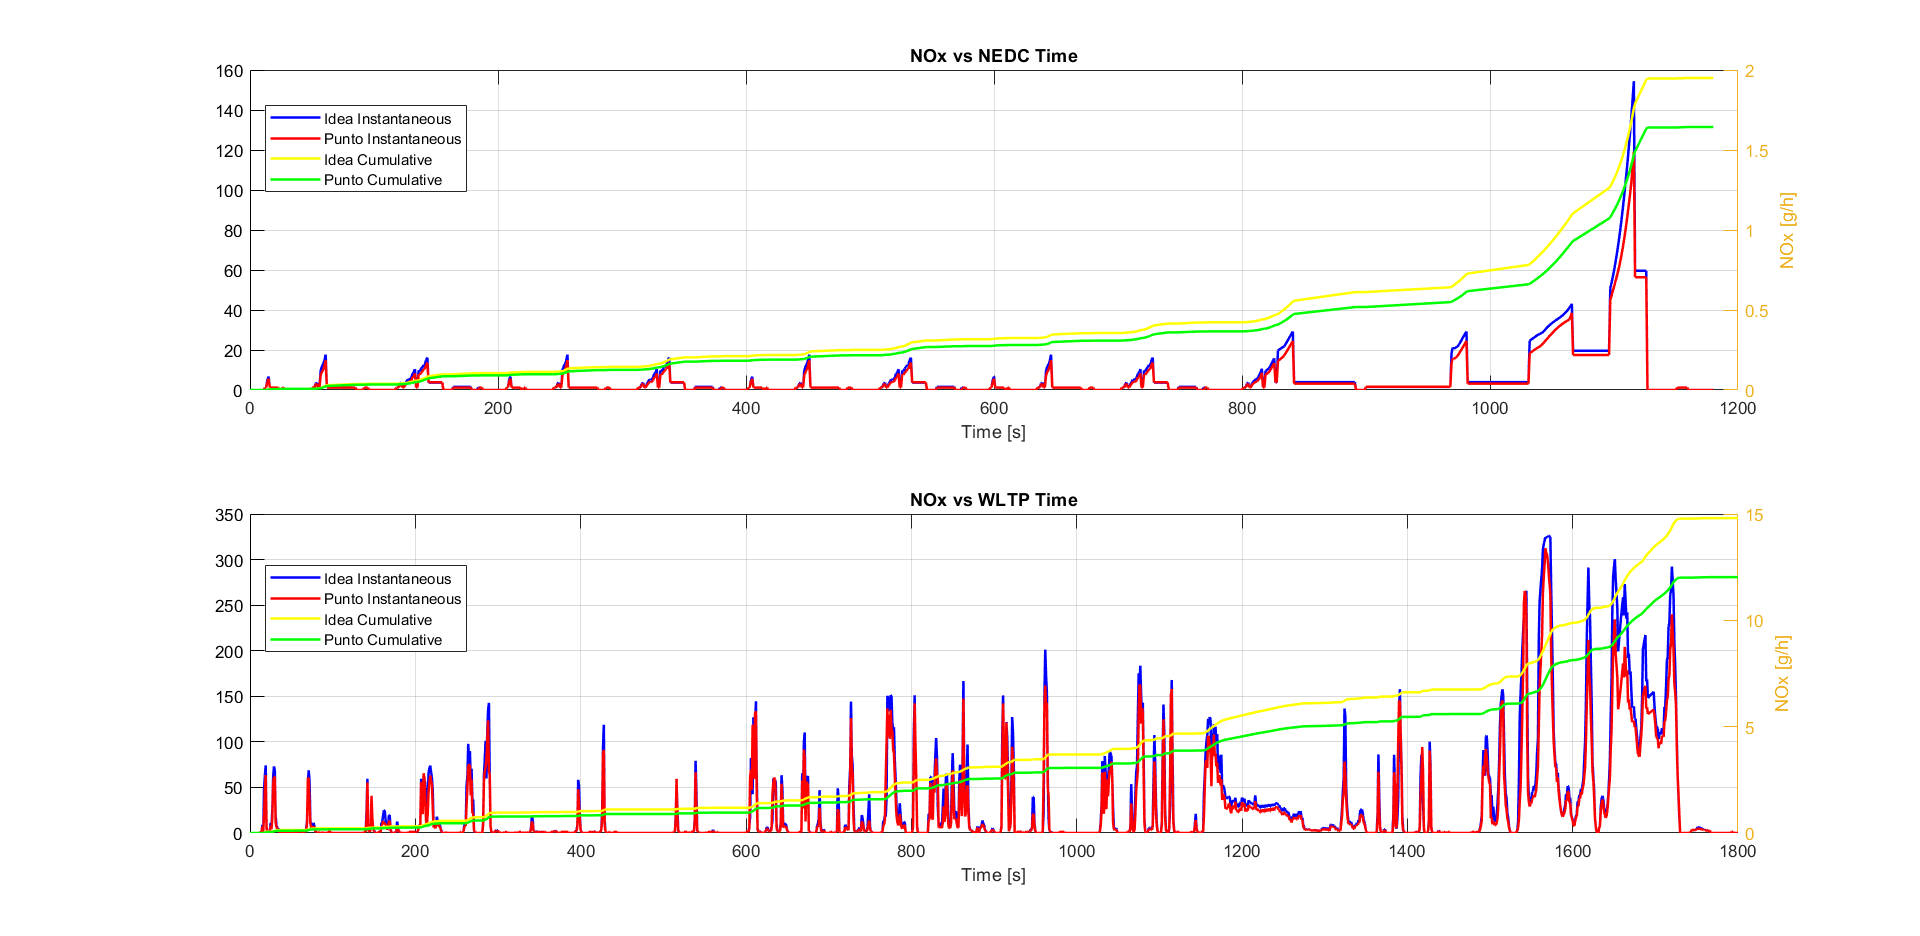 NOx vs NEDC Time
160
140
120
100
80
60
40
20
0
Idea Instantaneous
Punto Instantaneous
Idea Cumulative
Punto Cumulative
2
1.5
1
0.5
0
NOx [g/h]
0 200 400 600 800 1000 1200
Time [s]
NOx vs WLTP Time
350
300
250
200
150
100
50
0
Idea Instantaneous
Punto Instantaneous
Idea Cumulative
Punto Cumulative
15
10
5
0
NOx [g/h]
0 200 400 600 800 1000 1200 1400 1600 1800
Time [s]